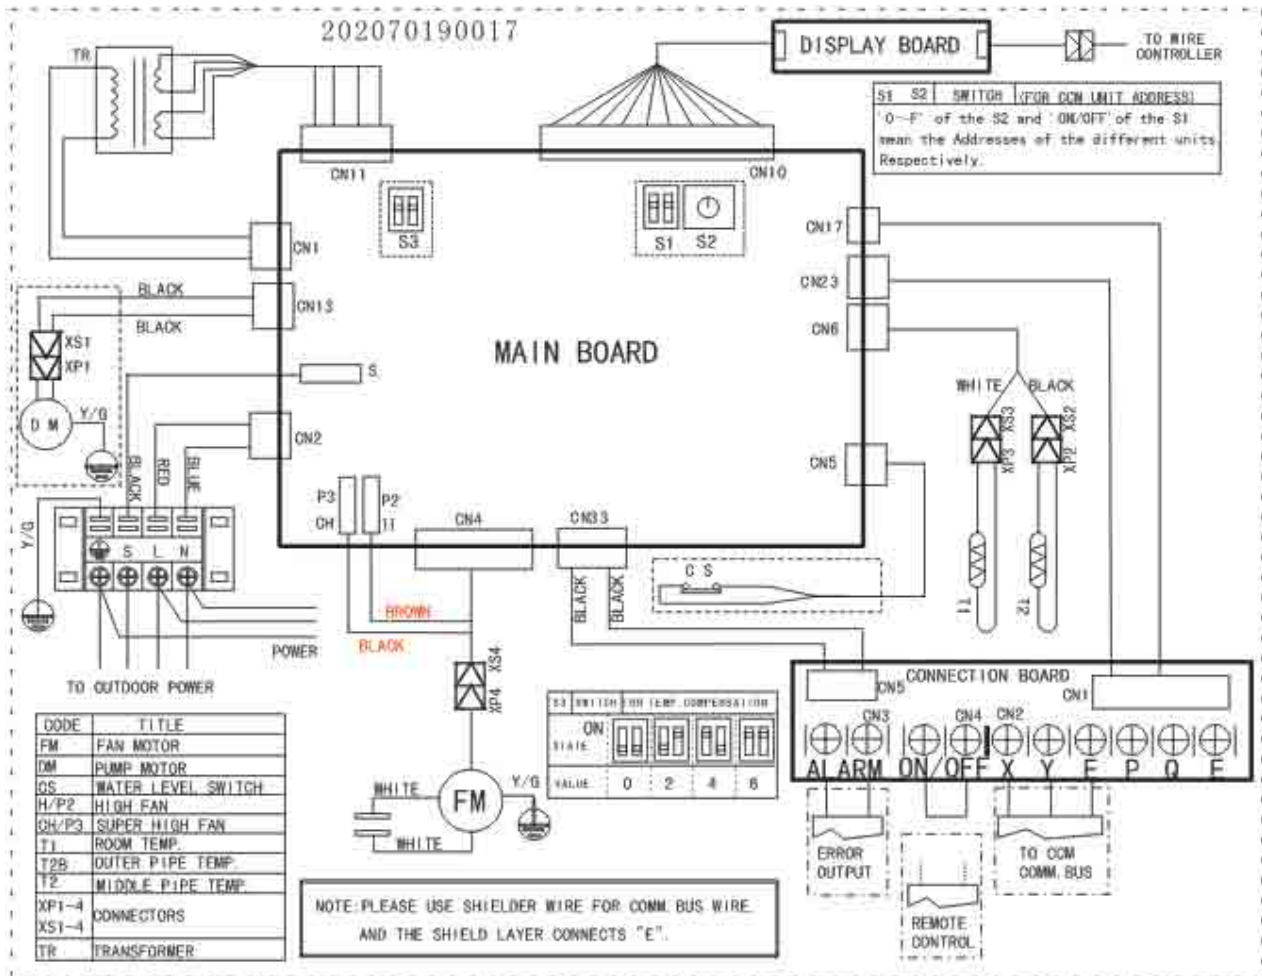 202070190017
TR
DISPLAY BOARD
TO WIRE
CONTROLLER
S1 S2 SWITCH (FOR CCM UNIT ADDRESS)
'0-F' of the S2 and 'ON/OFF' of the S1
mean the Addresses of the different units
Respectively.
CN11
CN10
S3
S1 S2
CN1
CN17
CN23
CN13
CN6
BLACK
BLACK
XS1
XP1
MAIN BOARD
S
WHITE
BLACK
DM
Y/G
CN2
XP3 XS3
XP2 XS2
CN5
BLACK
RED
BLUE
P3
CH
P2
CN4
CN33
Y/G
S L N
CS
BLACK
BLACK
T1
T2
BROWN
BLACK
POWER
TO OUTDOOR POWER
XP4 XS4
CONNECTION BOARD
CN5
CN1
CN3
CN4
CN2
ALARM ON/OFF X Y E P Q E
S3 SWITCH FOR TEMP. COMPENSATION
ON
STATE
VALUE 0 2 4 6
CODE TITLE
FM FAN MOTOR
DM PUMP MOTOR
CS WATER LEVEL SWITCH
H/P2 HIGH FAN
CH/P3 SUPER HIGH FAN
T1 ROOM TEMP.
T2B OUTER PIPE TEMP.
T2 MIDDLE PIPE TEMP
XP1-4
XS1-4
CONNECTORS
TR TRANSFORMER
WHITE
FM
Y/G
WHITE
ERROR
OUTPUT
REMOTE
CONTROL
TO CCM
COMM. BUS
NOTE:PLEASE USE SHIELDER WIRE FOR COMM. BUS WIRE.
AND THE SHIELD LAYER CONNECTS "E".